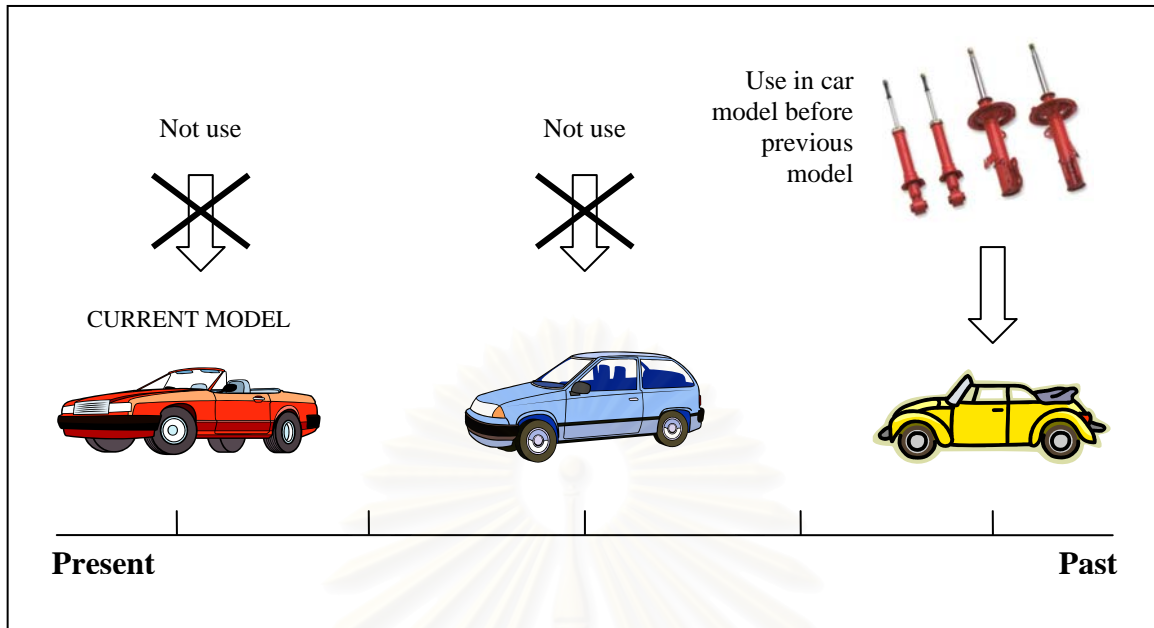 Not use
Not use
Use in car
model before
previous
model
CURRENT MODEL
Present
Past